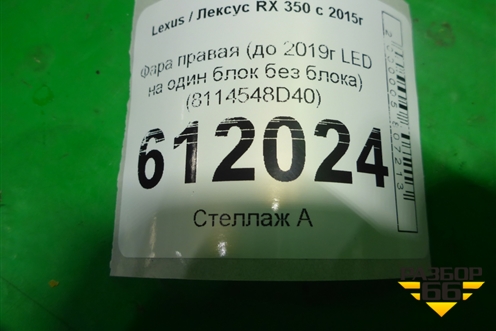 Lexus / Лексус RX 350 с 2015г
Фара правая (до 2019г LED
на один блок без блока)
(8114548D40)
612024
Стеллаж А
РАЗБОР
66